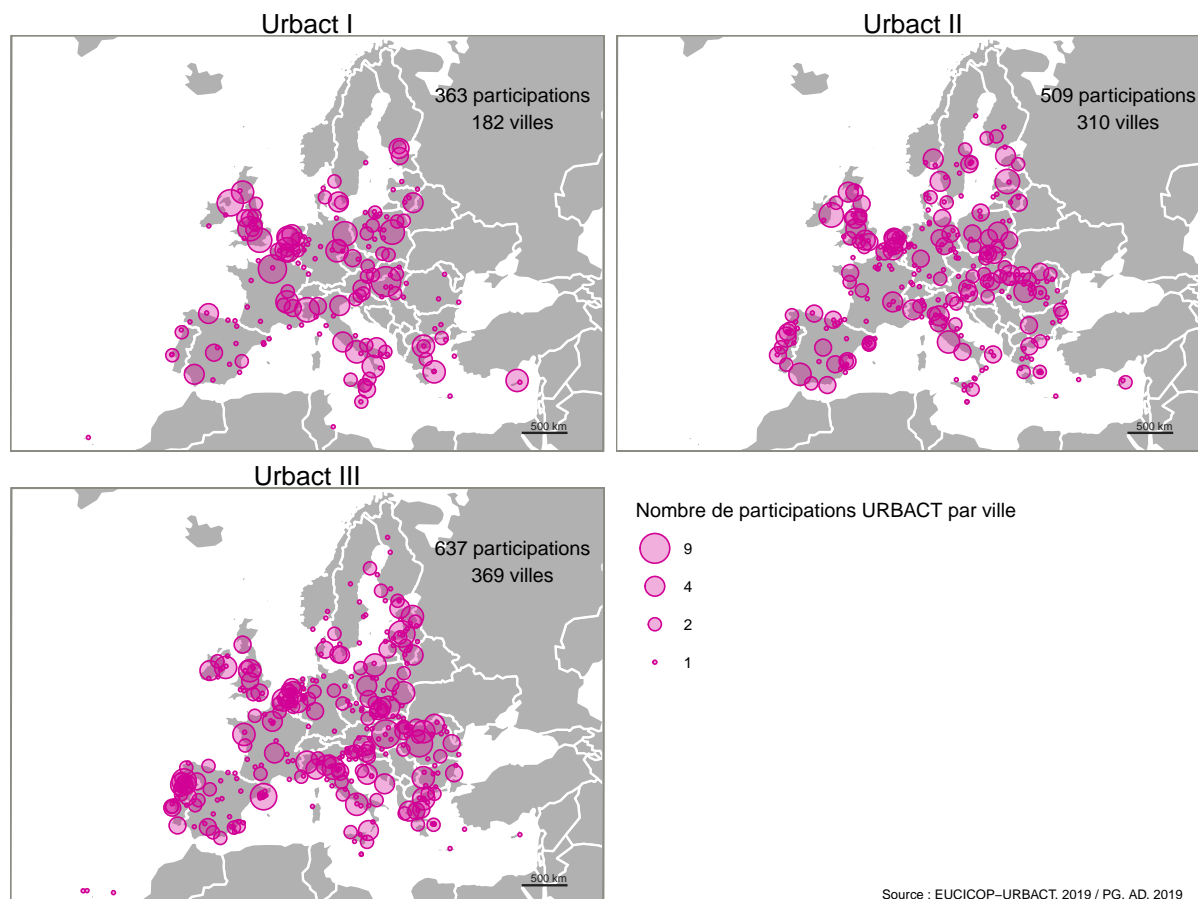 Urbact I
363 participations
182 villes
500 km
Urbact II
509 participations
310 villes
500 km
Urbact III
637 participations
369 villes
500 km
Nombre de participations URBACT par ville
9
4
2
1
Source : EUCICOP−URBACT, 2019 / PG, AD, 2019